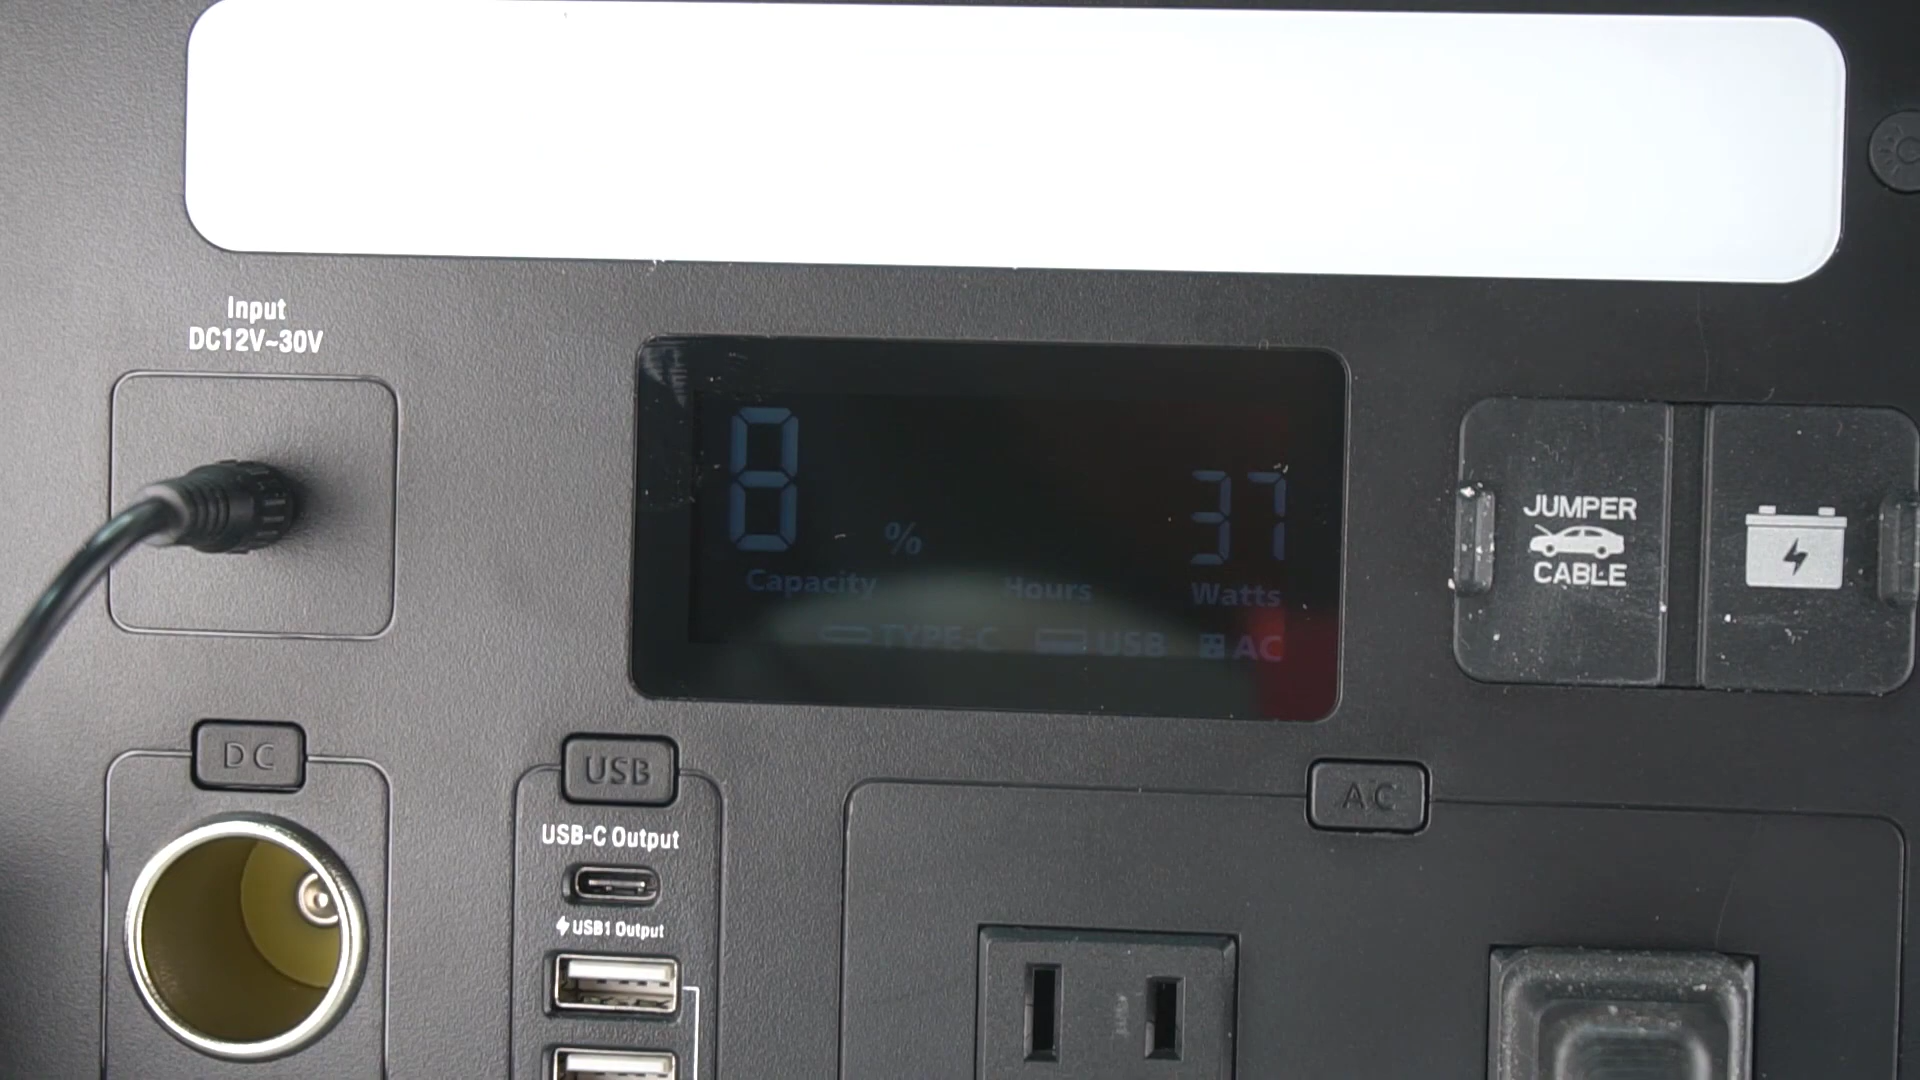 Input
DC12V~30V
8 % 37
Capacity Hours Watts
TYPE-C USB AC
JUMPER
CABLE
DC
USB
AC
USB-C Output
USB1 Output